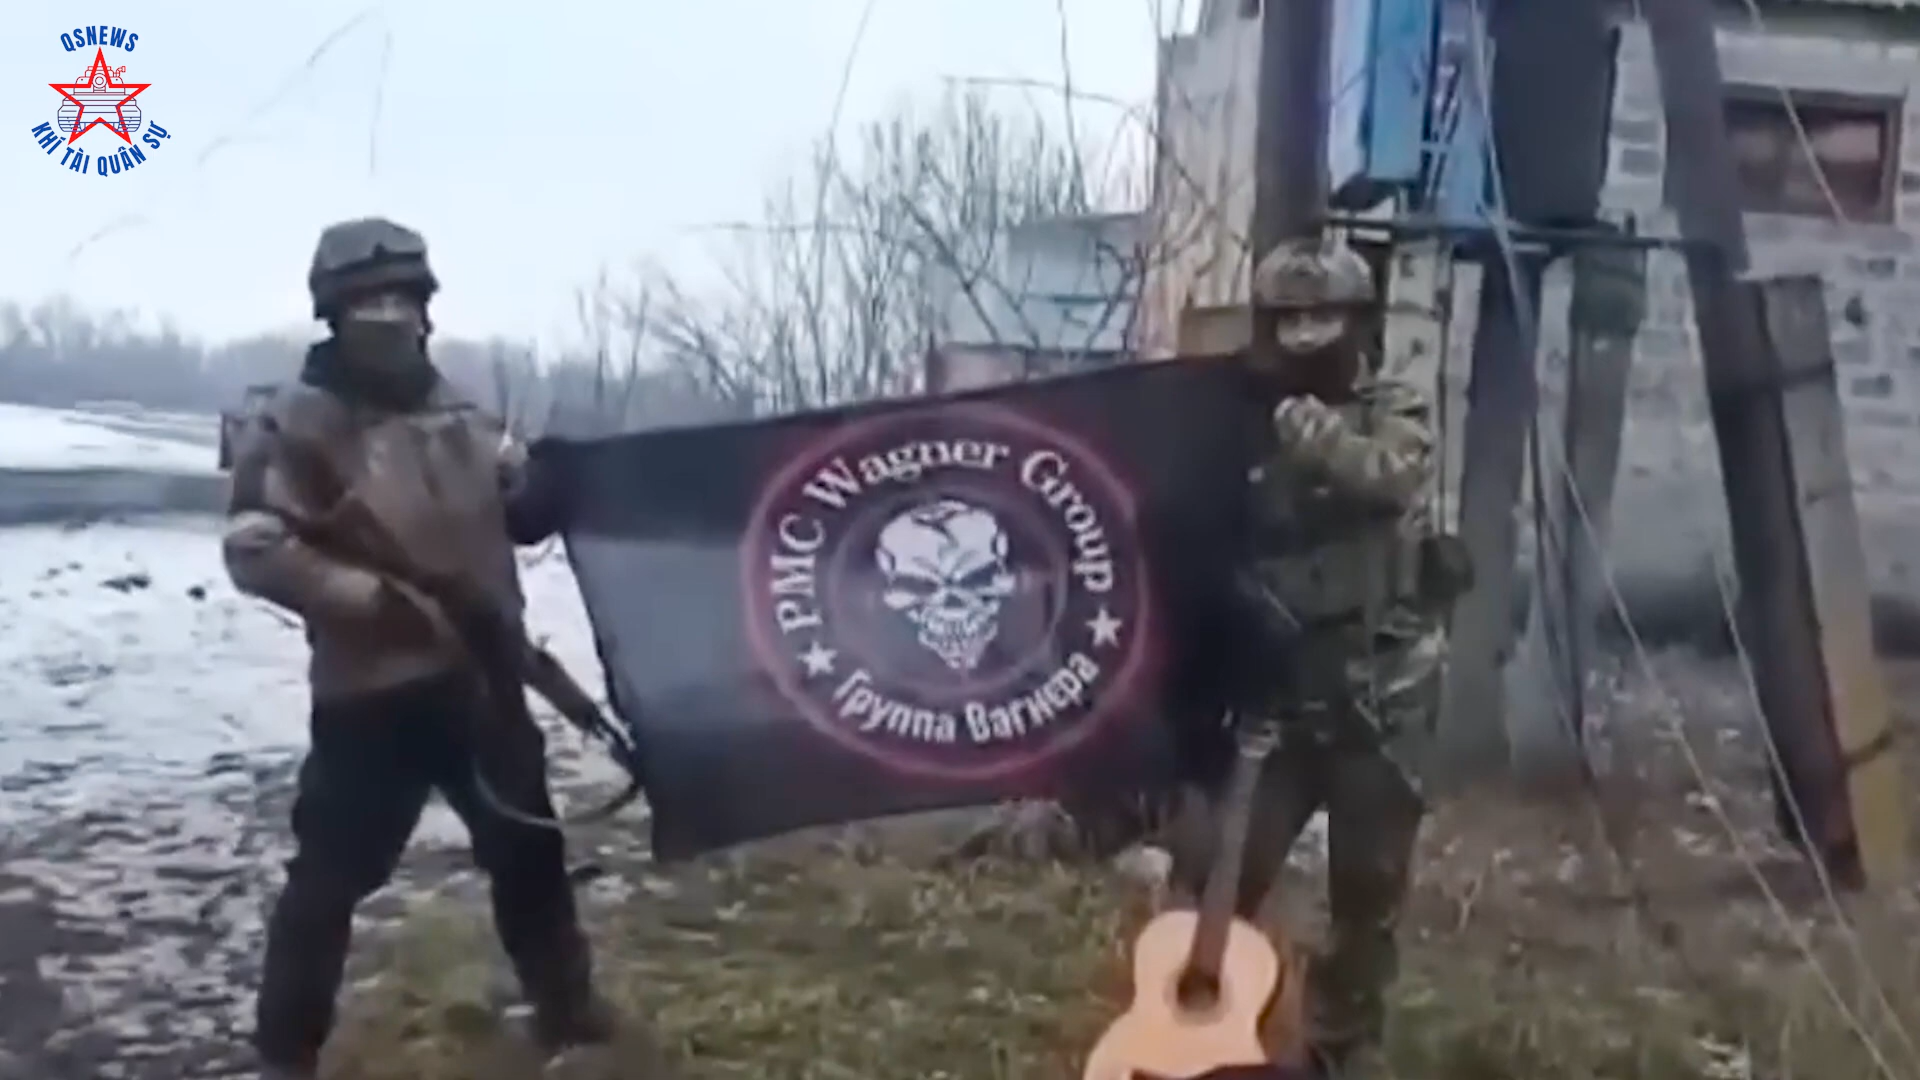 QSNEWS
KHÍ TÀI QUÂN SỰ
PMC Wagner Group
Группа Вагнера